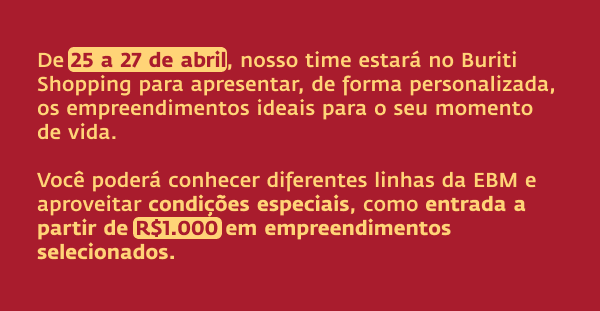 De 25 a 27 de abril, nosso time estará no Buriti
Shopping para apresentar, de forma personalizada,
os empreendimentos ideais para o seu momento
de vida.
Você poderá conhecer diferentes linhas da EBM e
aproveitar condições especiais, como entrada a
partir de R$1.000 em empreendimentos
selecionados.